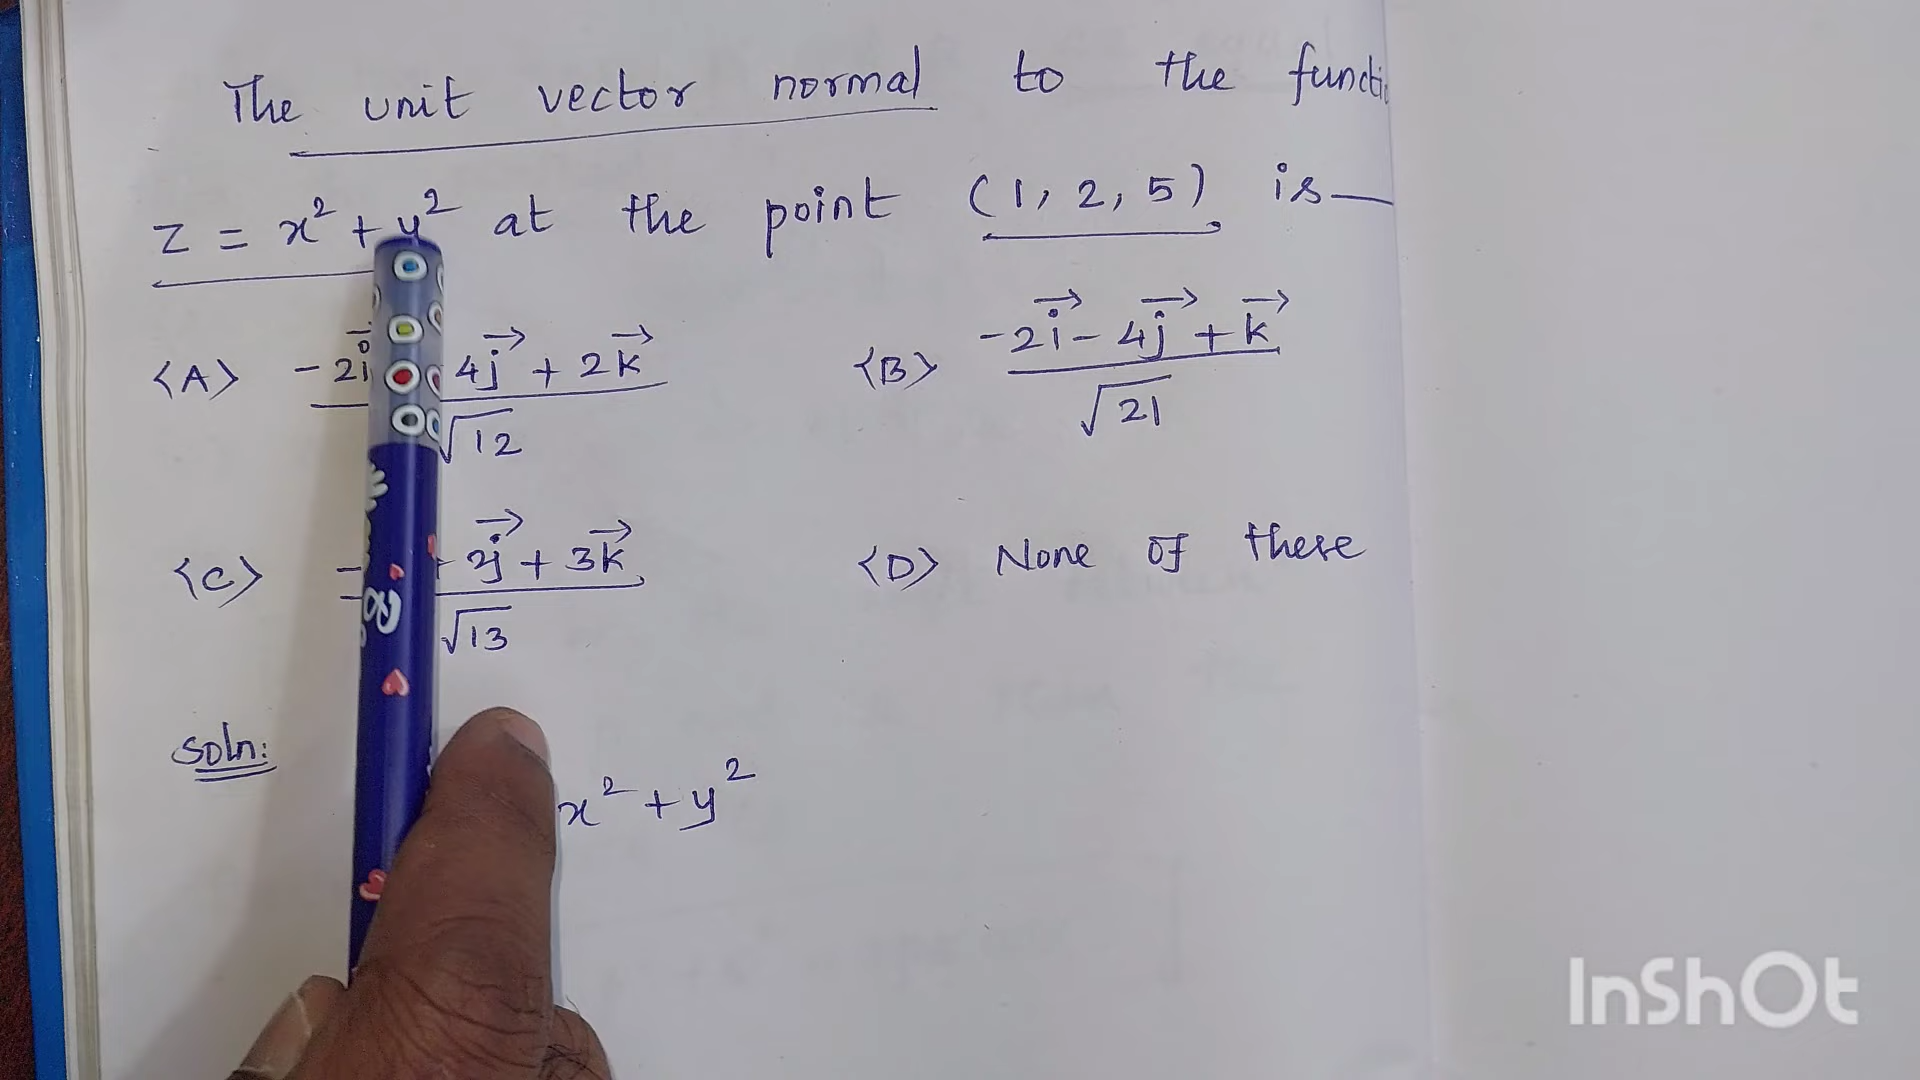 The unit vector normal to the functi
z = x² + y² at the point (1, 2, 5) is —
<A> -2i⃗ 4j⃗ + 2k⃗ / √12
<B> -2i⃗ - 4j⃗ + k⃗ / √21
<C> - 2j⃗ + 3k⃗ / √13
<D> None of these
Soln:
x² + y²
InShOt